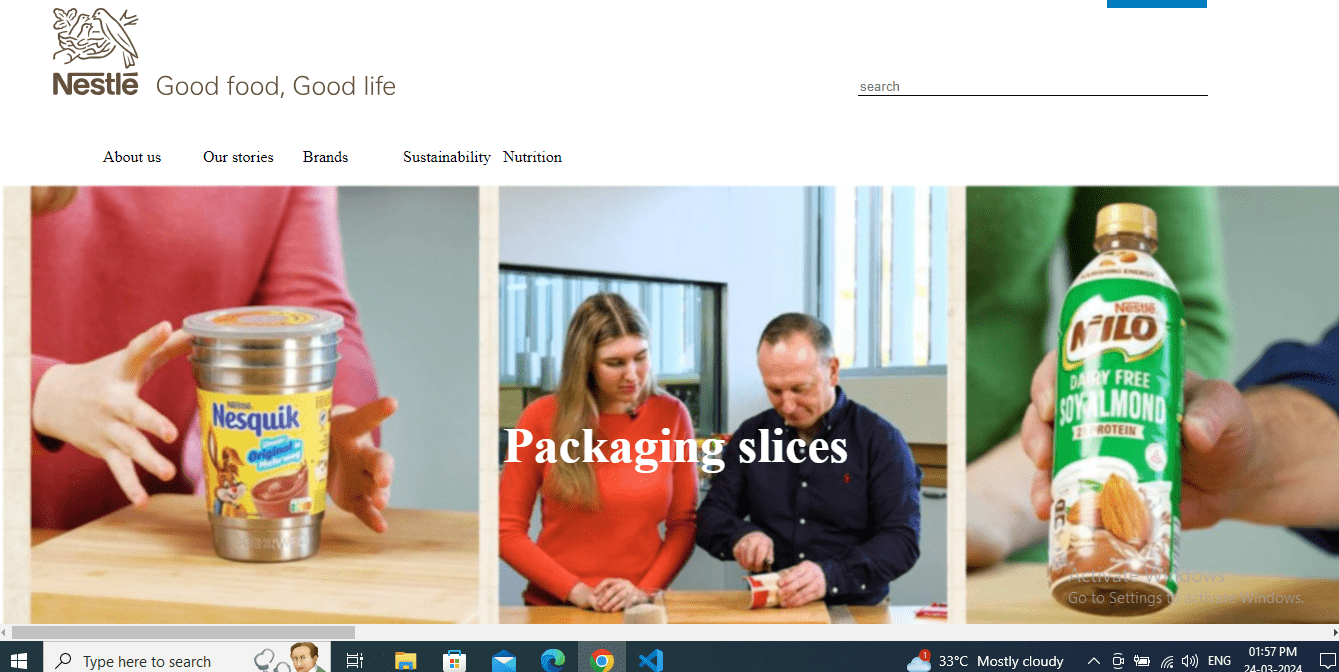 Nestlé Good food, Good life
search
About us Our stories Brands Sustainability Nutrition
NESTLE
Nesquik
Original
Nestlé
MILO
DAIRY FREE
SOY ALMOND
PROTEIN
Packaging slices
Activate Windows
Go to Settings to activate Windows.
Type here to search
1
33°C Mostly cloudy
ENG
01:57 PM
24-03-2024